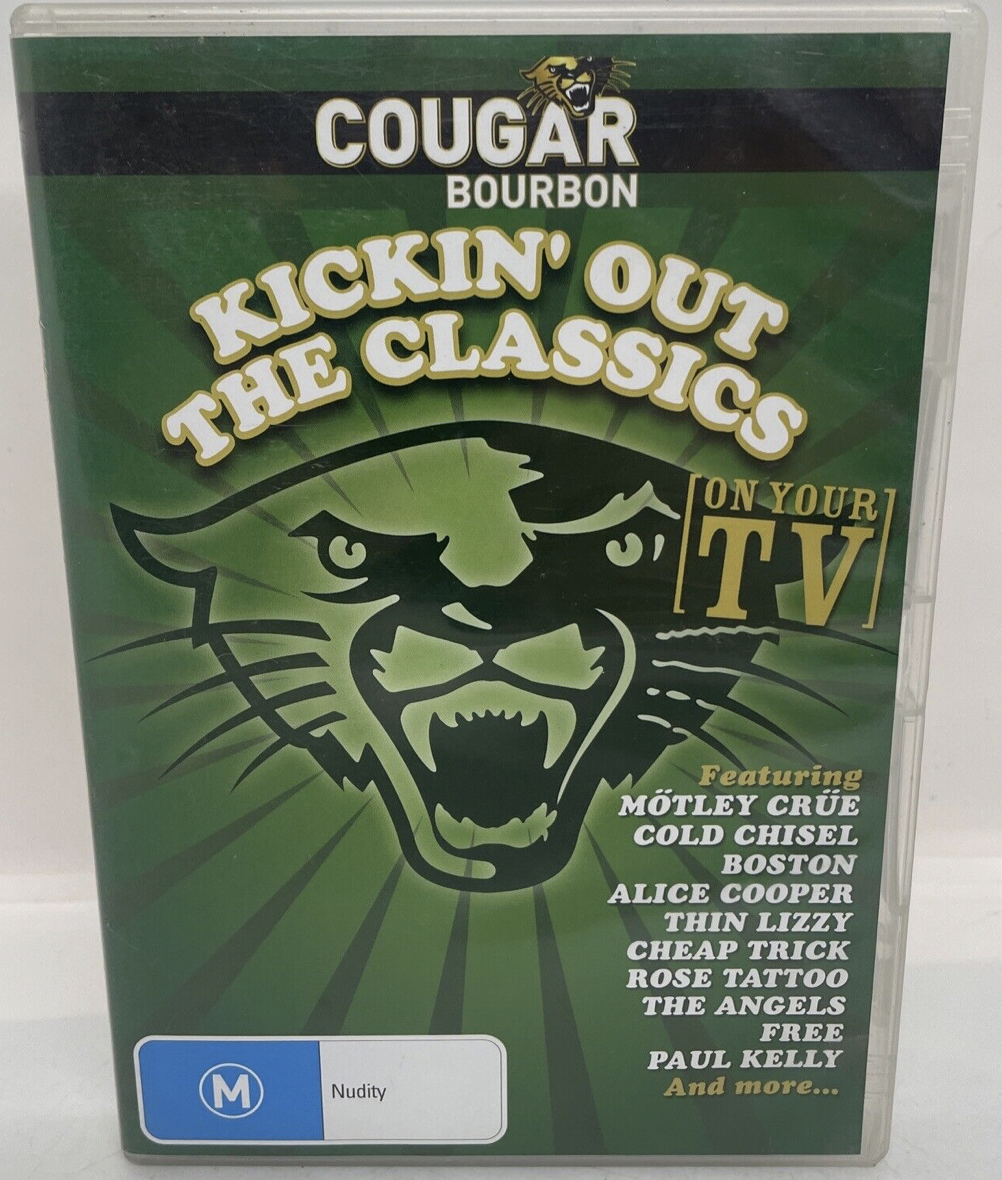 COUGAR
BOURBON
KICKIN' OUT
THE CLASSICS
[ON YOUR
TV]
Featuring
MÖTLEY CRÜE
COLD CHISEL
BOSTON
ALICE COOPER
THIN LIZZY
CHEAP TRICK
ROSE TATTOO
THE ANGELS
FREE
PAUL KELLY
And more...
M
Nudity